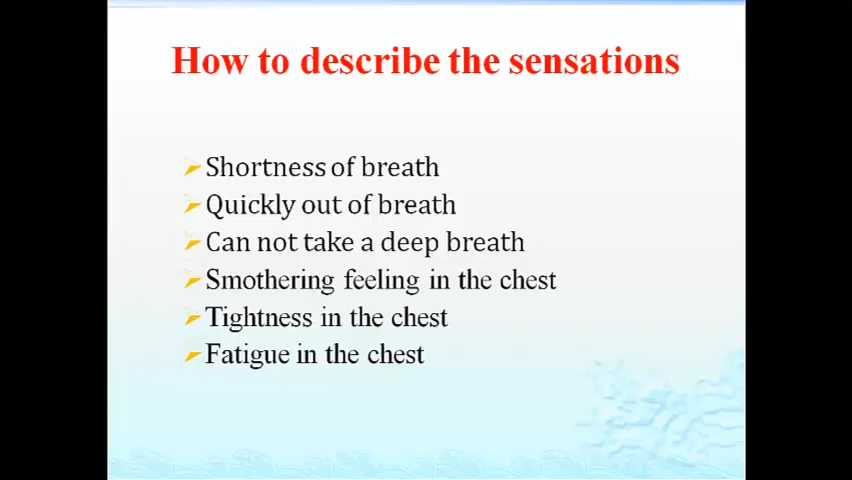 How to describe the sensations
Shortness of breath
Quickly out of breath
Can not take a deep breath
Smothering feeling in the chest
Tightness in the chest
Fatigue in the chest